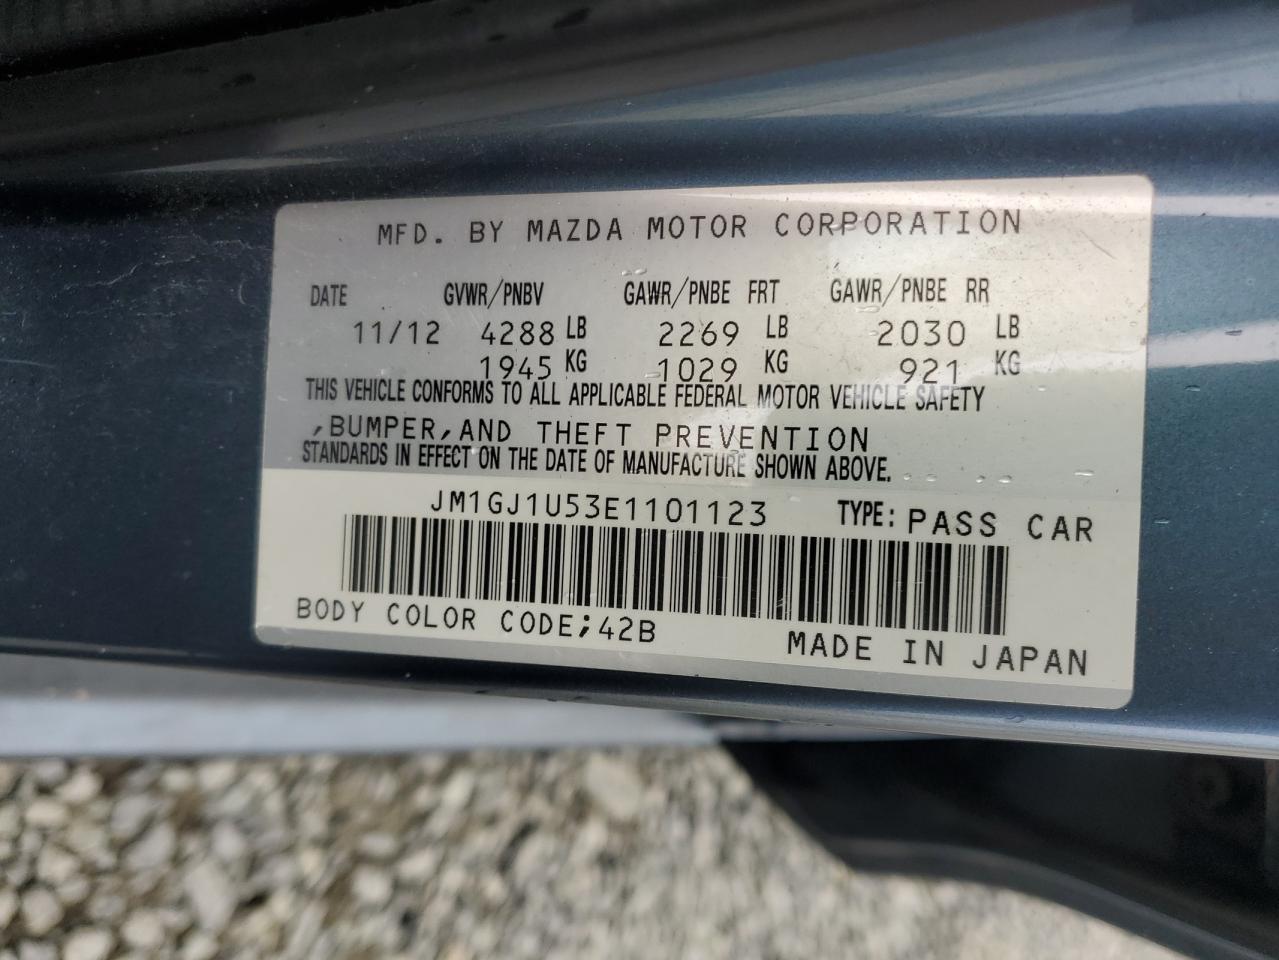 MFD. BY MAZDA MOTOR CORPORATION
DATE GVWR/PNBV GAWR/PNBE FRT GAWR/PNBE RR
11/12 4288 LB 2269 LB 2030 LB
1945 KG 1029 KG 921 KG
THIS VEHICLE CONFORMS TO ALL APPLICABLE FEDERAL MOTOR VEHICLE SAFETY
,BUMPER,AND THEFT PREVENTION
STANDARDS IN EFFECT ON THE DATE OF MANUFACTURE SHOWN ABOVE.
JM1GJ1U53E1101123 TYPE: PASS CAR
BODY COLOR CODE;42B MADE IN JAPAN